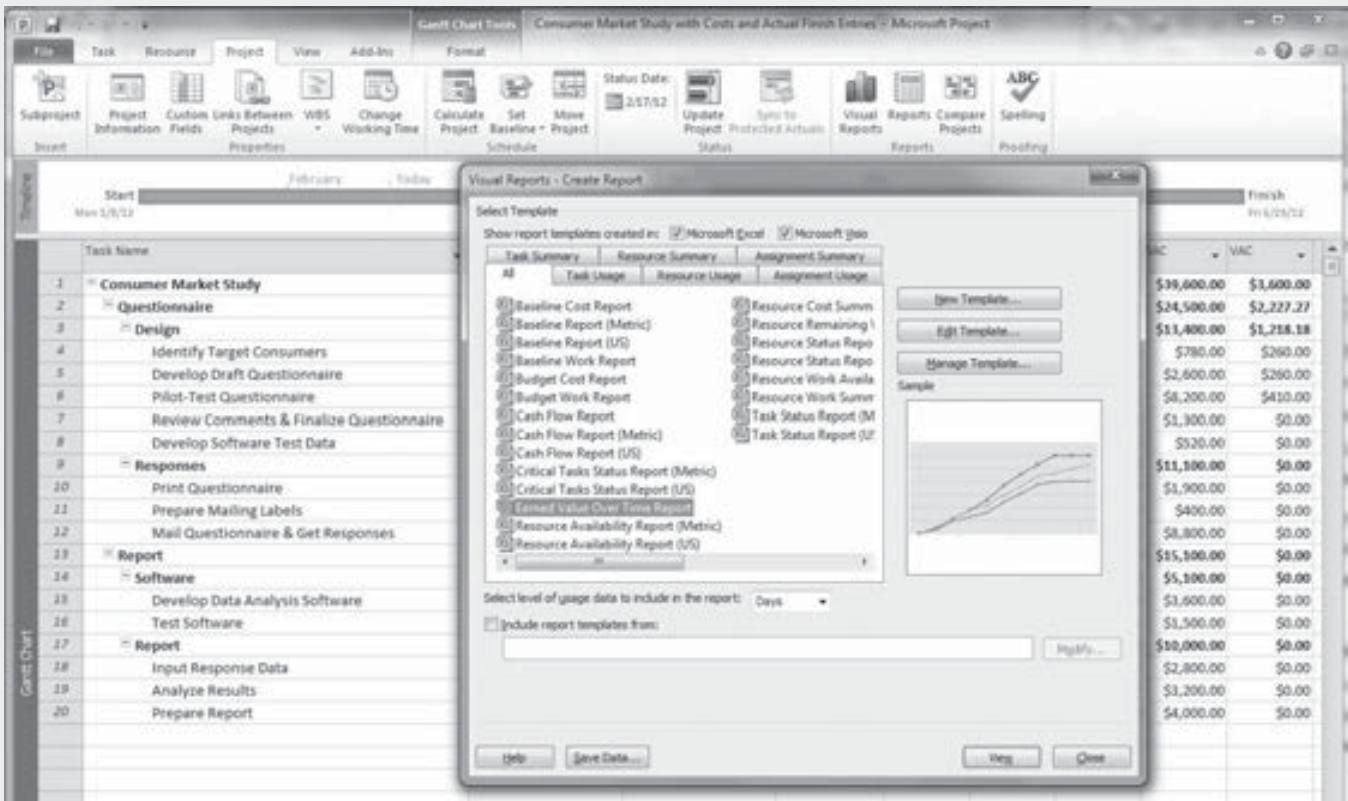 Gantt Chart Tools
Consumer Market Study with Costs and Actual Finish Entries - Microsoft Project
File Task Resource Project View Add-Ins Format
Subproject
Project Information
Custom Fields
Links Between Projects
WBS
Change Working Time
Calculate Project
Set Baseline
Move Project
Status Date:
2/17/12
Update Project
Sync to Protected Actuals
Visual Reports
Reports
Compare Projects
ABC
Spelling
Insert Properties Schedule Status Reports Proofing
Timeline
February Today
Start
Mon 1/9/12
Finish
Gantt Chart
Task Name
VAC
1 Consumer Market Study $39,600.00 $3,600.00
2 Questionnaire $24,500.00 $2,227.27
3 Design $11,400.00 $1,218.18
4 Identify Target Consumers $780.00 $260.00
5 Develop Draft Questionnaire $2,600.00 $260.00
6 Pilot-Test Questionnaire $8,200.00 $410.00
7 Review Comments & Finalize Questionnaire $1,300.00 $0.00
8 Develop Software Test Data $520.00 $0.00
9 Responses $11,100.00 $0.00
10 Print Questionnaire $1,900.00 $0.00
11 Prepare Mailing Labels $400.00 $0.00
12 Mail Questionnaire & Get Responses $8,800.00 $0.00
13 Report $15,100.00 $0.00
14 Software $5,100.00 $0.00
15 Develop Data Analysis Software $3,600.00 $0.00
16 Test Software $1,500.00 $0.00
17 Report $10,000.00 $0.00
18 Input Response Data $2,800.00 $0.00
19 Analyze Results $3,200.00 $0.00
20 Prepare Report $4,000.00 $0.00
Visual Reports - Create Report
Select Template
Show report templates created in: Microsoft Excel Microsoft Visio
Task Summary Resource Summary Assignment Summary
All Task Usage Resource Usage Assignment Usage
Baseline Cost Report
Baseline Report (Metric)
Baseline Report (US)
Baseline Work Report
Budget Cost Report
Budget Work Report
Cash Flow Report
Cash Flow Report (Metric)
Cash Flow Report (US)
Critical Tasks Status Report (Metric)
Critical Tasks Status Report (US)
Earned Value Over Time Report
Resource Availability Report (Metric)
Resource Availability Report (US)
Resource Cost Summ
Resource Remaining
Resource Status Repo
Resource Status Repo
Resource Work Availa
Resource Work Summ
Task Status Report (M
Task Status Report (US
New Template...
Edit Template...
Manage Template...
Sample
Select level of usage data to include in the report: Days
Include report templates from:
Modify...
Help
Save Data...
View
Close